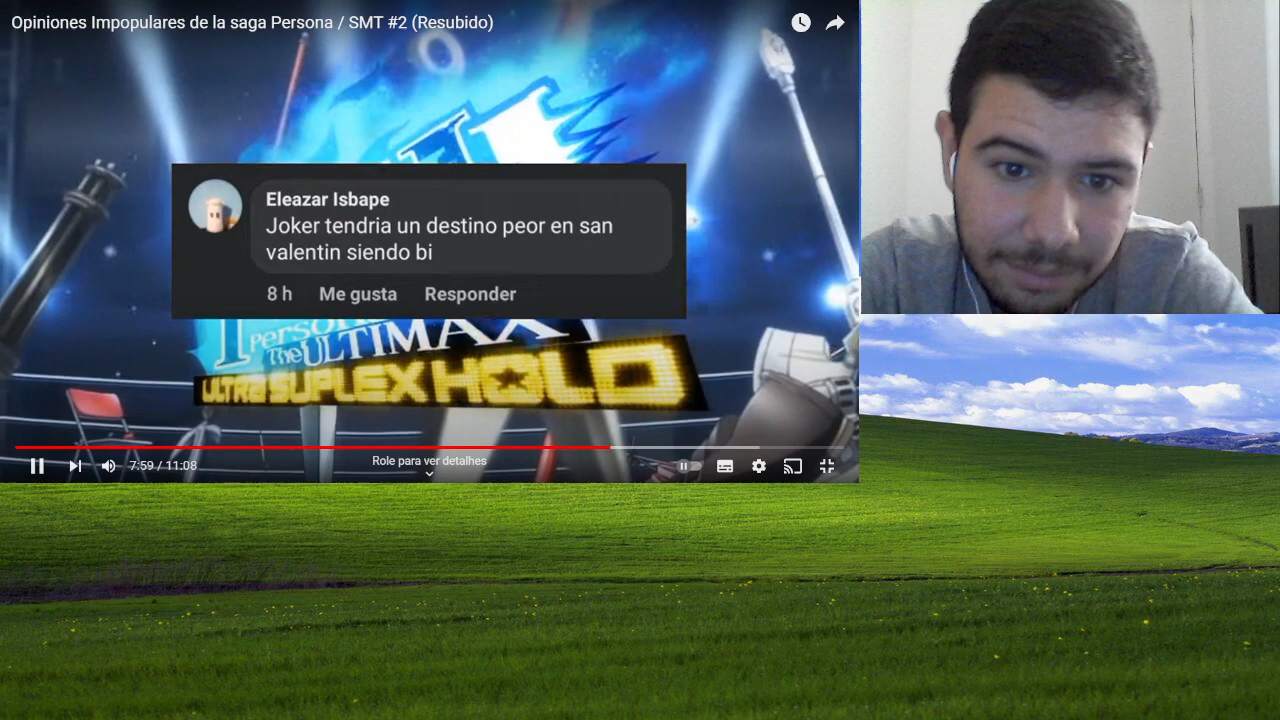 Opiniones Impopulares de la saga Persona / SMT #2 (Resubido)
Eleazar Isbape
Joker tendria un destino peor en san
valentin siendo bi
8 h Me gusta Responder
The ULTIMAX
ULTRA SUPLEX HOLD
7:59 / 11:08
Role para ver detalhes